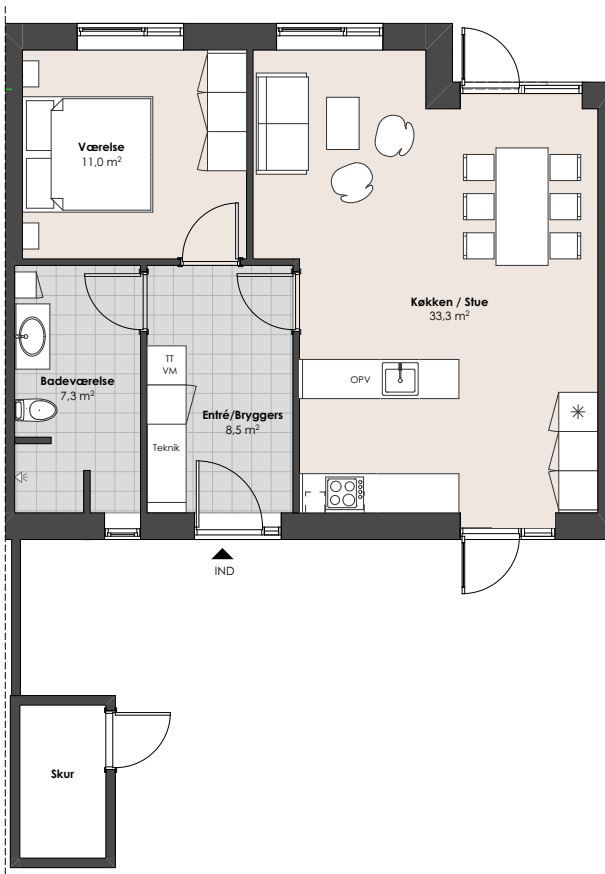 Værelse
11,0 m²
Køkken / Stue
33,3 m²
TT
VM
OPV
Badeværelse
7,3 m²
Entré/Bryggers
8,5 m²
Teknik
IND
Skur